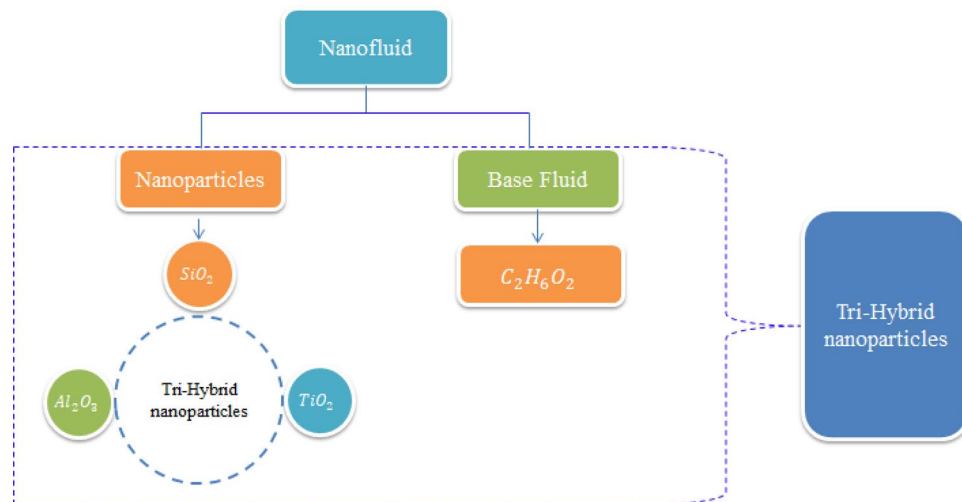 Nanofluid
Nanoparticles
Base Fluid
SiO₂
C₂H₆O₂
Tri-Hybrid
nanoparticles
Al₂O₃
Tri-Hybrid
nanoparticles
TiO₂